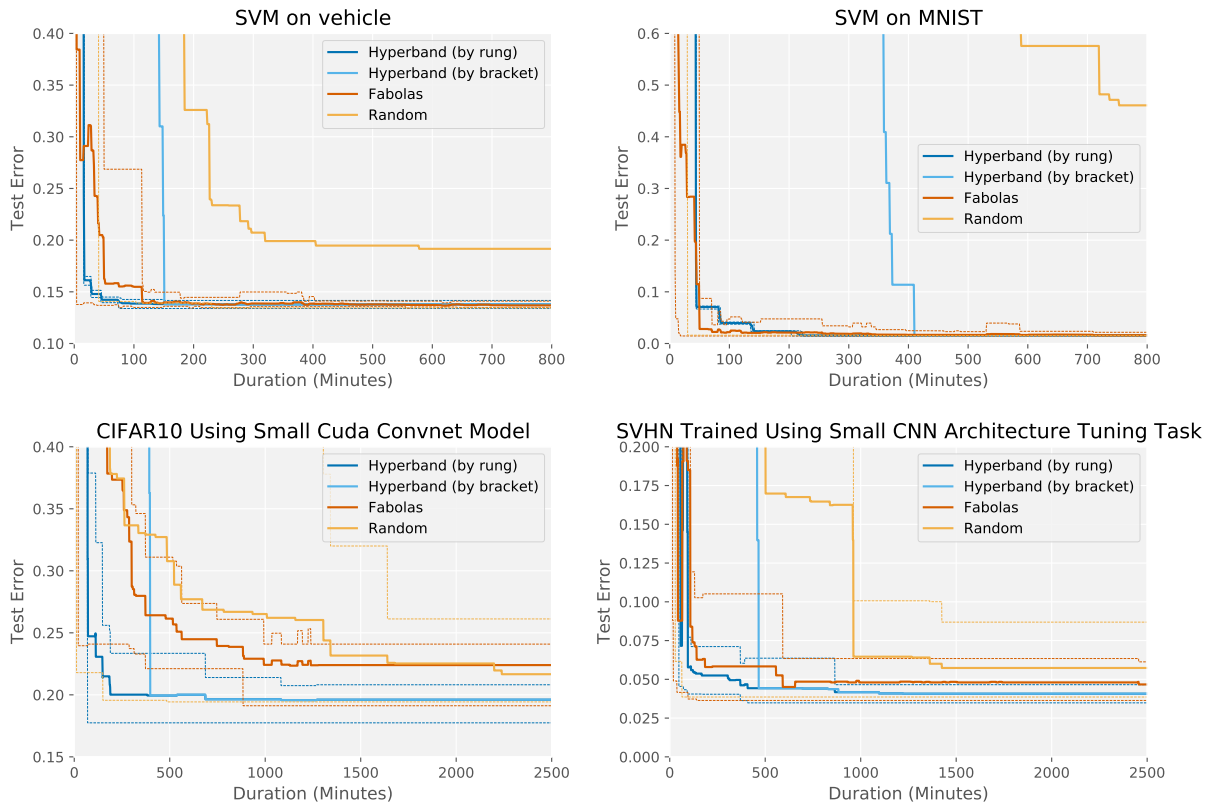 SVM on vehicle
0.40
0.35
0.30
0.25
0.20
0.15
0.10
Test Error
Hyperband (by rung)
Hyperband (by bracket)
Fabolas
Random
0 100 200 300 400 500 600 700 800
Duration (Minutes)
SVM on MNIST
0.6
0.5
0.4
0.3
0.2
0.1
0.0
Test Error
Hyperband (by rung)
Hyperband (by bracket)
Fabolas
Random
0 100 200 300 400 500 600 700 800
Duration (Minutes)
CIFAR10 Using Small Cuda Convnet Model
0.40
0.35
0.30
0.25
0.20
0.15
Test Error
Hyperband (by rung)
Hyperband (by bracket)
Fabolas
Random
0 500 1000 1500 2000 2500
Duration (Minutes)
SVHN Trained Using Small CNN Architecture Tuning Task
0.200
0.175
0.150
0.125
0.100
0.075
0.050
0.025
0.000
Test Error
Hyperband (by rung)
Hyperband (by bracket)
Fabolas
Random
0 500 1000 1500 2000 2500
Duration (Minutes)